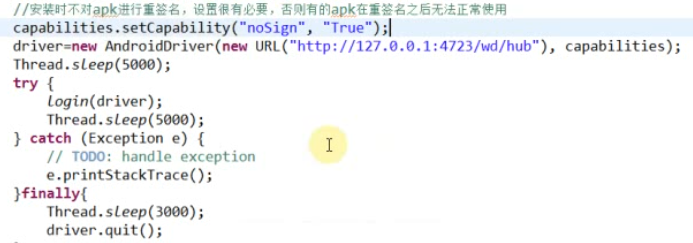 //安装时不对apk进行重签名，设置很有必要，否则有的apk在重签名之后无法正常使用
capabilities.setCapability("noSign", "True");
driver=new AndroidDriver(new URL("http://127.0.0.1:4723/wd/hub"), capabilities);
Thread.sleep(5000);
try {
    Login(driver);
    Thread.sleep(5000);
} catch (Exception e) {
    // TODO: handle exception
    e.printStackTrace();
}finally{
    Thread.sleep(3000);
    driver.quit();